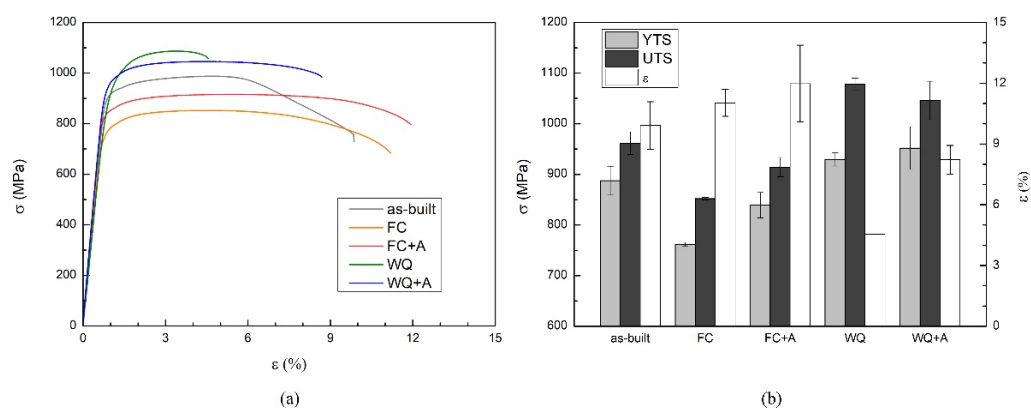 1200
1000
800
600
400
200
0
σ (MPa)
as-built
FC
FC+A
WQ
WQ+A
0 3 6 9 12 15
ε (%)
(a)
1200
1100
1000
900
800
700
600
σ (MPa)
YTS
UTS
ε
15
12
9
6
3
0
ε (%)
as-built FC FC+A WQ WQ+A
(b)